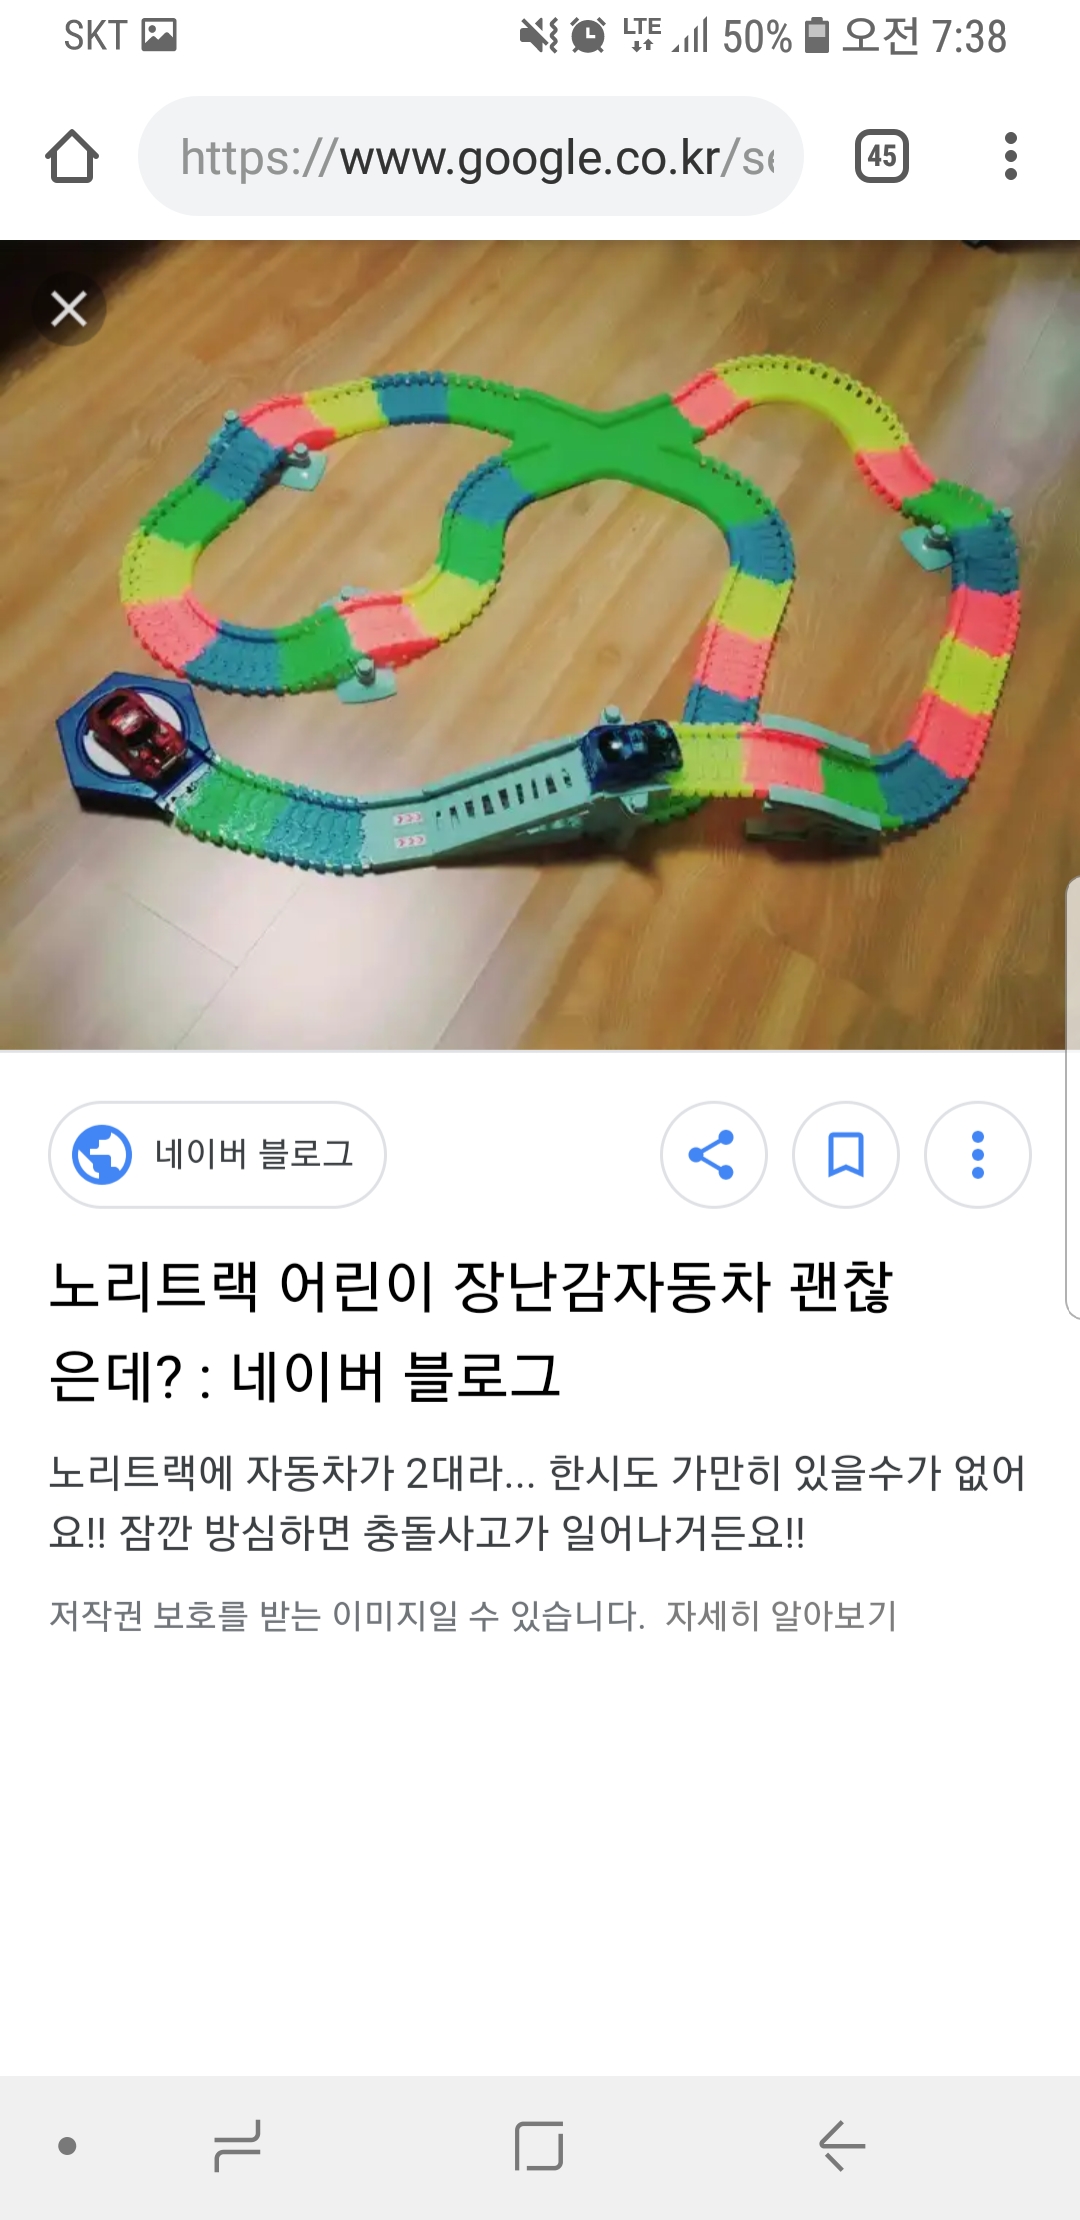 SKT LTE 50% 오전 7:38
https://www.google.co.kr/se 45
네이버 블로그
노리트랙 어린이 장난감자동차 괜찮
은데? : 네이버 블로그
노리트랙에 자동차가 2대라... 한시도 가만히 있을수가 없어
요!! 잠깐 방심하면 충돌사고가 일어나거든요!!
저작권 보호를 받는 이미지일 수 있습니다. 자세히 알아보기